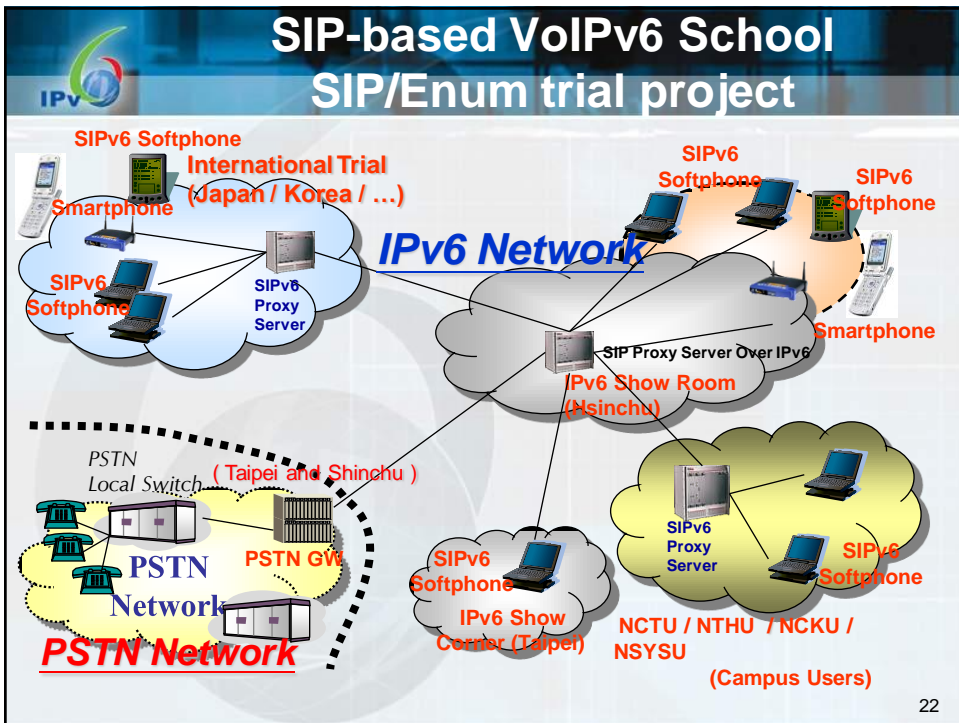 SIP-based VoIPv6 School
SIP/Enum trial project
IPv6
SIPv6 Softphone
International Trial
(Japan / Korea / …)
Smartphone
SIPv6
Softphone
SIPv6
Proxy
Server
IPv6 Network
SIPv6
Softphone
SIPv6
Softphone
Smartphone
SIP Proxy Server Over IPv6
IPv6 Show Room
(Hsinchu)
PSTN
Local Switch
( Taipei and Shinchu )
PSTN GW
PSTN
Network
PSTN Network
SIPv6
Softphone
IPv6 Show
Corner (Taipei)
SIPv6
Proxy
Server
SIPv6
Softphone
NCTU / NTHU / NCKU /
NSYSU
(Campus Users)
22